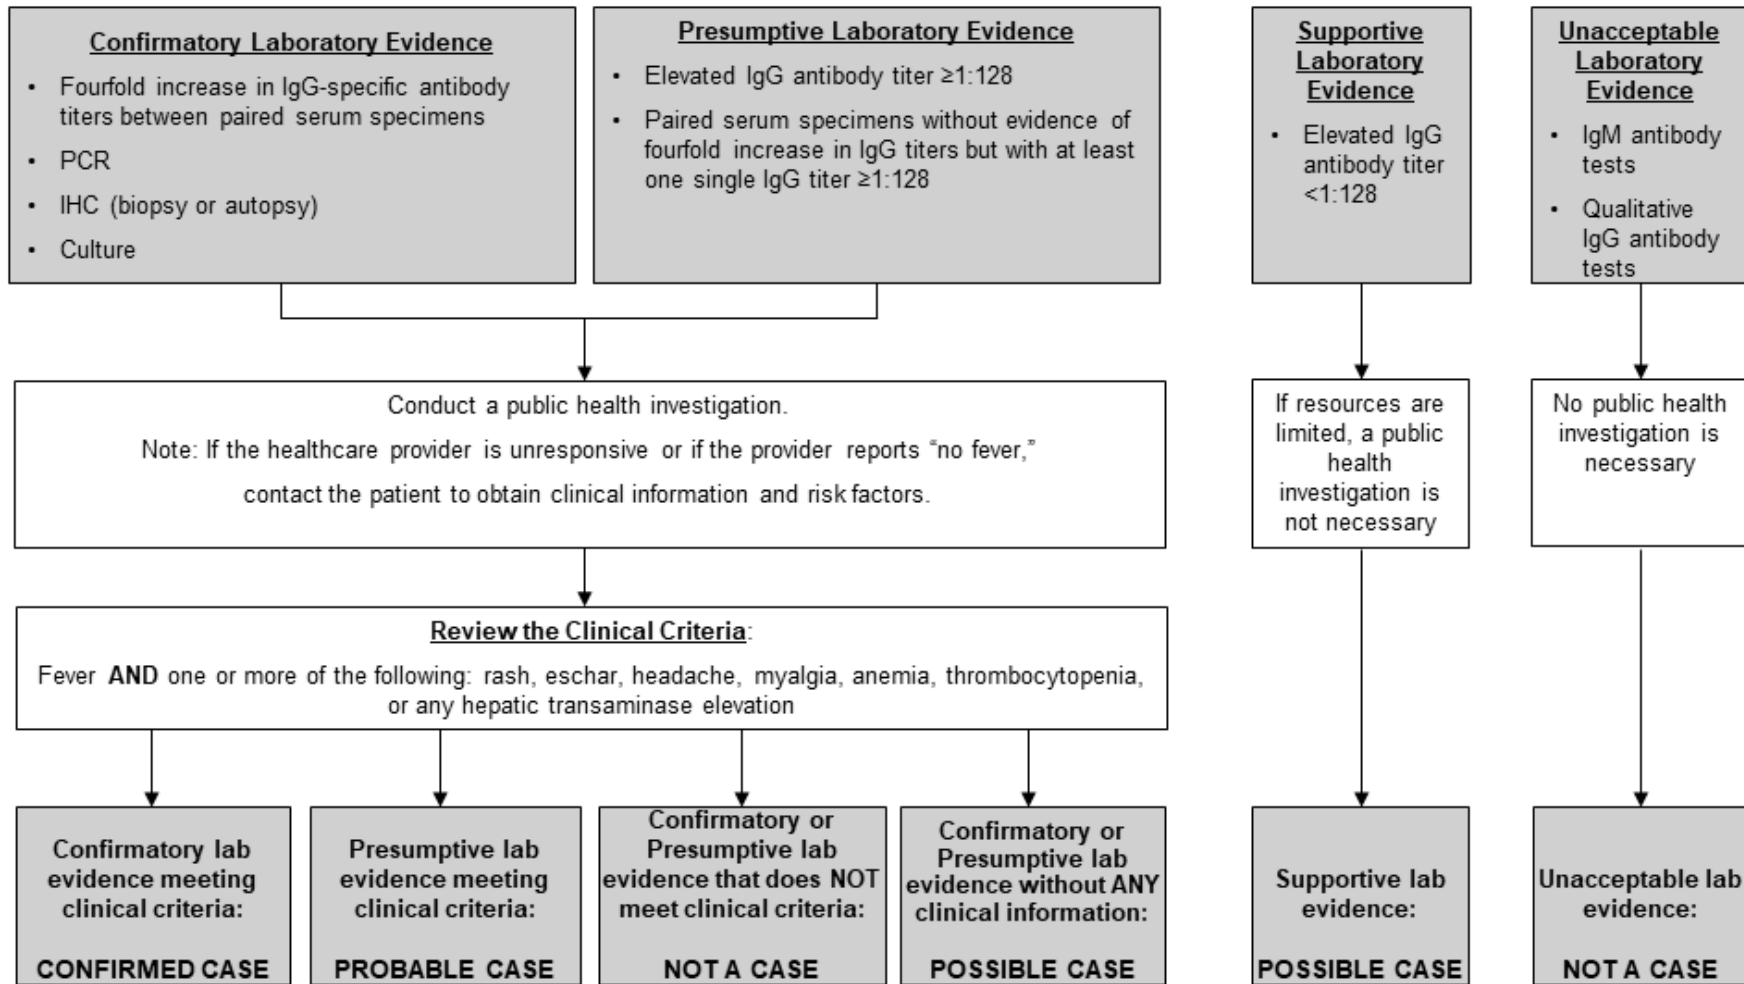 Confirmatory Laboratory Evidence
• Fourfold increase in IgG-specific antibody
titers between paired serum specimens
• PCR
• IHC (biopsy or autopsy)
• Culture
Presumptive Laboratory Evidence
• Elevated IgG antibody titer ≥1:128
• Paired serum specimens without evidence of
fourfold increase in IgG titers but with at least
one single IgG titer ≥1:128
Supportive
Laboratory
Evidence
• Elevated IgG
antibody titer
<1:128
Unacceptable
Laboratory
Evidence
• IgM antibody
tests
• Qualitative
IgG antibody
tests
Conduct a public health investigation.
Note: If the healthcare provider is unresponsive or if the provider reports “no fever,”
contact the patient to obtain clinical information and risk factors.
If resources are
limited, a public
health
investigation is
not necessary
No public health
investigation is
necessary
Review the Clinical Criteria:
Fever AND one or more of the following: rash, eschar, headache, myalgia, anemia, thrombocytopenia,
or any hepatic transaminase elevation
Confirmatory lab
evidence meeting
clinical criteria:
CONFIRMED CASE
Presumptive lab
evidence meeting
clinical criteria:
PROBABLE CASE
Confirmatory or
Presumptive lab
evidence that does NOT
meet clinical criteria:
NOT A CASE
Confirmatory or
Presumptive lab
evidence without ANY
clinical information:
POSSIBLE CASE
Supportive lab
evidence:
POSSIBLE CASE
Unacceptable lab
evidence:
NOT A CASE